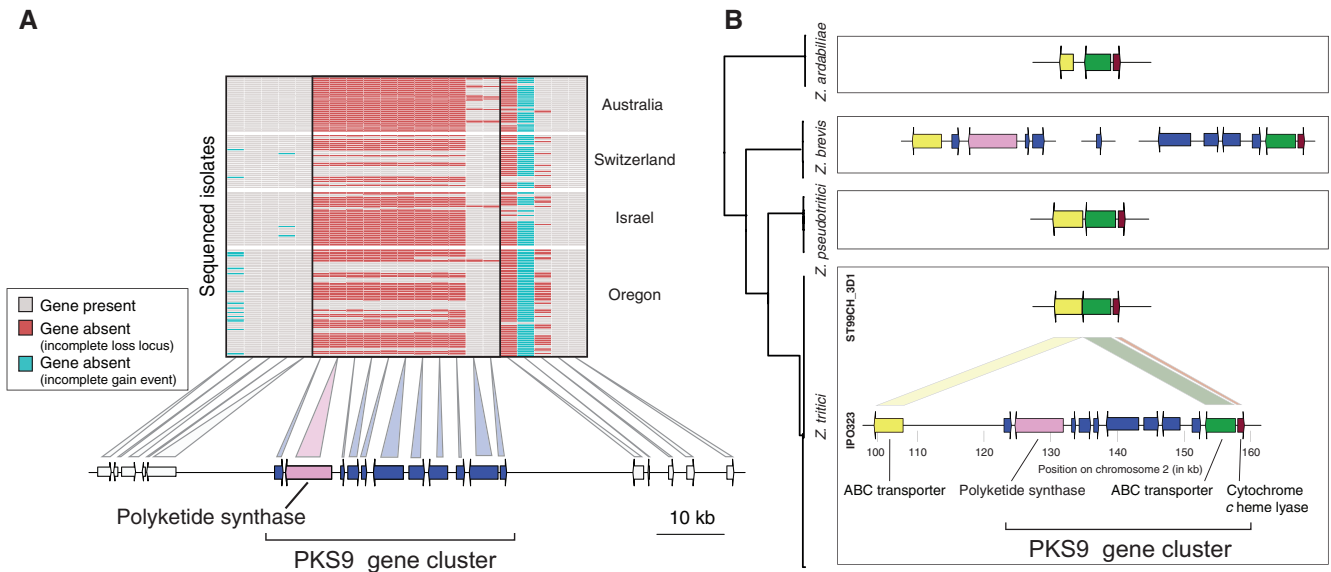 A
Sequenced isolates
Australia
Switzerland
Israel
Oregon
Gene present
Gene absent
(incomplete loss locus)
Gene absent
(incomplete gain event)
Polyketide synthase
10 kb
PKS9 gene cluster
B
Z. ardabiliae
Z. brevis
Z. pseudotritici
Z. tritici
ST99CH_3D1
IPO323
100 110 120 130 140 150 160
Position on chromosome 2 (in kb)
ABC transporter
Polyketide synthase
ABC transporter
Cytochrome
c heme lyase
PKS9 gene cluster